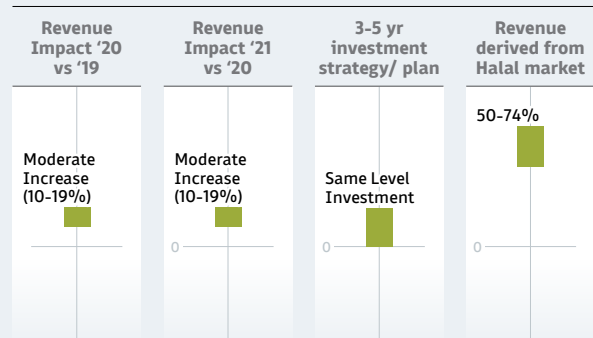 Revenue
Impact ‘20
vs ‘19
Moderate
Increase
(10-19%)
Revenue
Impact ‘21
vs ‘20
Moderate
Increase
(10-19%)
0
3-5 yr
investment
strategy/ plan
Same Level
Investment
0
Revenue
derived from
Halal market
50-74%
0